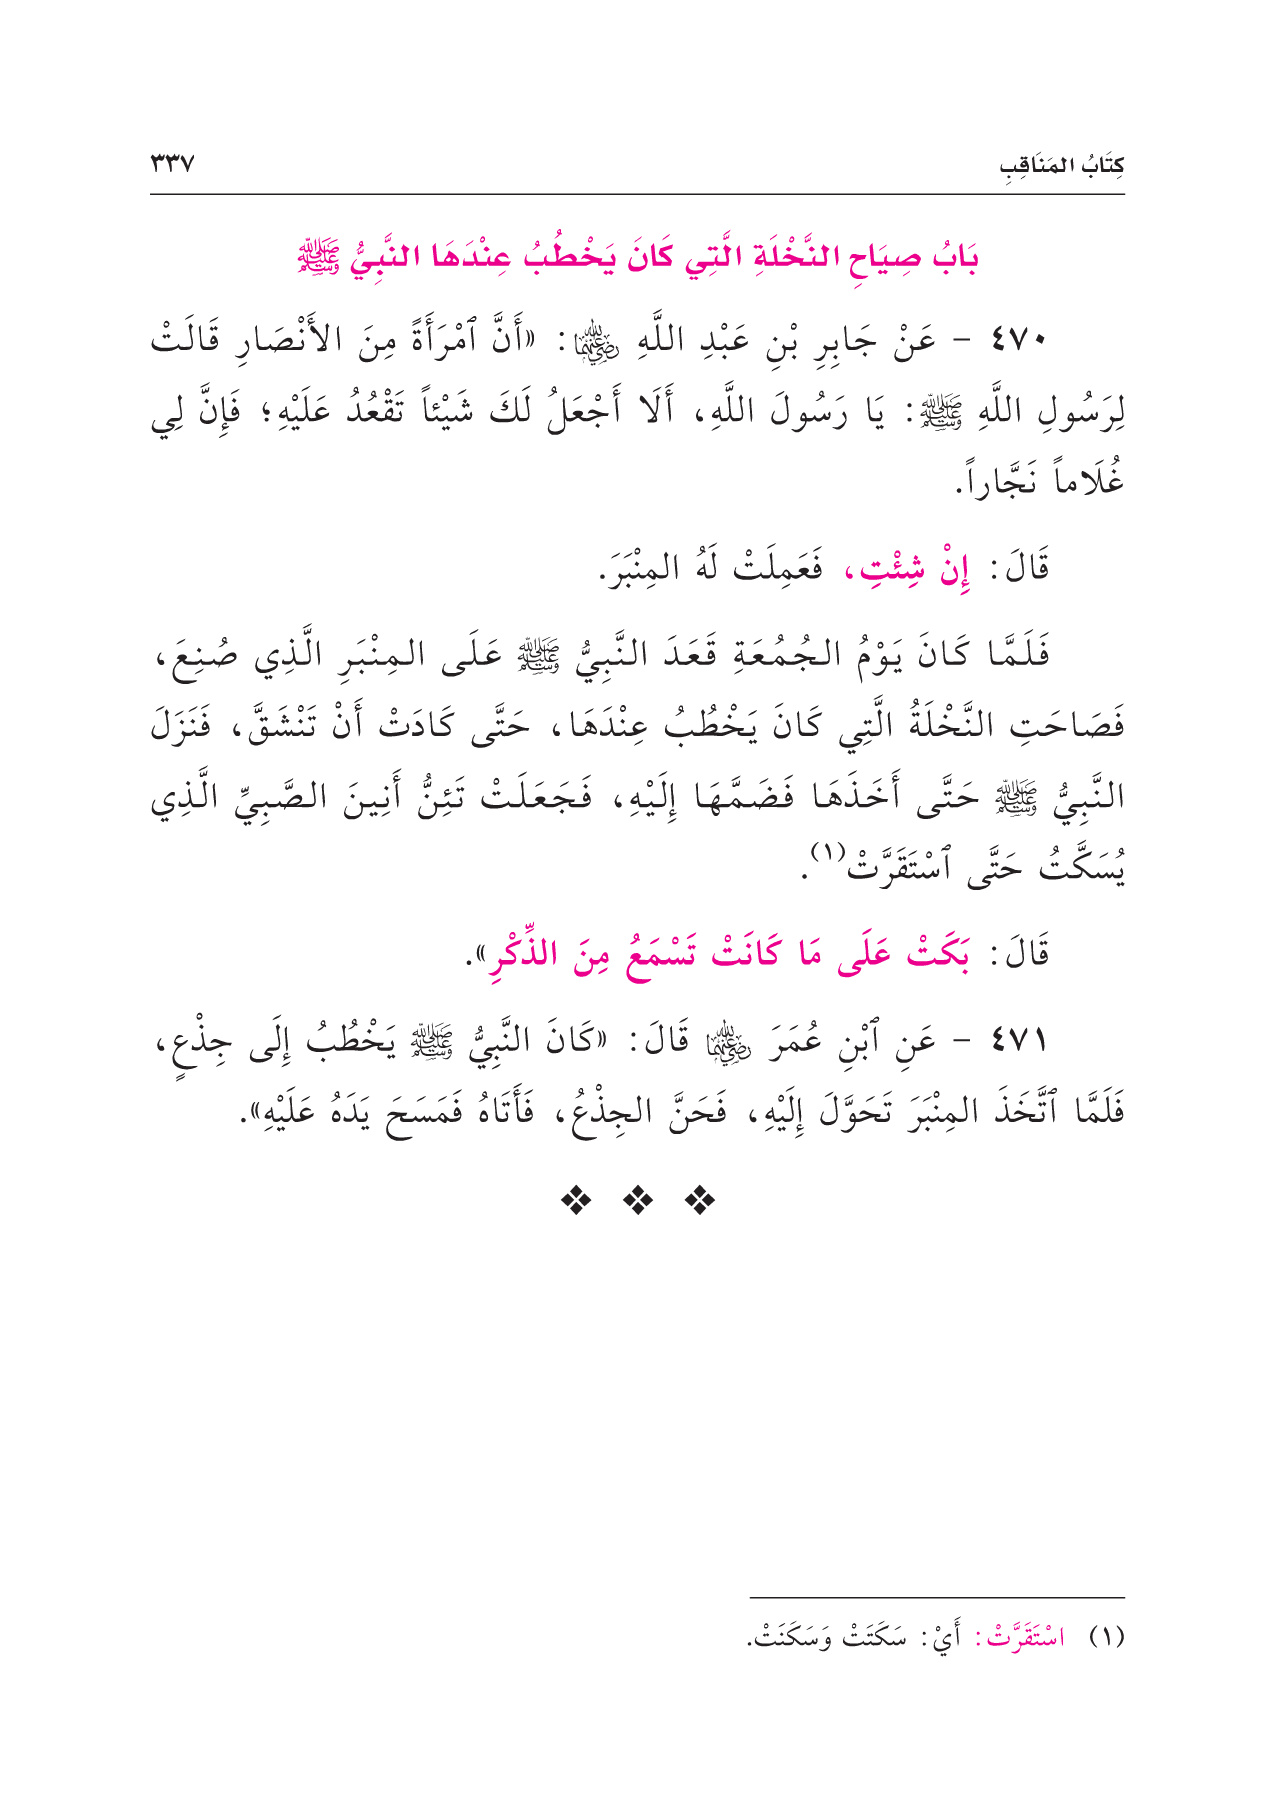 كِتَابُ المَنَاقِبِ ٣٣٧
بَابُ صِيَاحِ النَّخْلَةِ الَّتِي كَانَ يَخْطُبُ عِنْدَهَا النَّبِيُّ ﷺ
٤٧٠ - عَنْ جَابِرِ بْنِ عَبْدِ اللَّهِ رضي الله عنهما: «أَنَّ ٱمْرَأَةً مِنَ الأَنْصَارِ قَالَتْ
لِرَسُولِ اللَّهِ ﷺ: يَا رَسُولَ اللَّهِ، أَلَا أَجْعَلُ لَكَ شَيْئاً تَقْعُدُ عَلَيْهِ؛ فَإِنَّ لِي
غُلَاماً نَجَّاراً.
قَالَ: إِنْ شِئْتِ، فَعَمِلَتْ لَهُ المِنْبَرَ.
فَلَمَّا كَانَ يَوْمُ الجُمُعَةِ قَعَدَ النَّبِيُّ ﷺ عَلَى المِنْبَرِ الَّذِي صُنِعَ،
فَصَاحَتِ النَّخْلَةُ الَّتِي كَانَ يَخْطُبُ عِنْدَهَا، حَتَّى كَادَتْ أَنْ تَنْشَقَّ، فَنَزَلَ
النَّبِيُّ ﷺ حَتَّى أَخَذَهَا فَضَمَّهَا إِلَيْهِ، فَجَعَلَتْ تَئِنُّ أَنِينَ الصَّبِيِّ الَّذِي
يُسَكَّتُ حَتَّى ٱسْتَقَرَّتْ(١).
قَالَ: بَكَتْ عَلَى مَا كَانَتْ تَسْمَعُ مِنَ الذِّكْرِ».
٤٧١ - عَنِ ٱبْنِ عُمَرَ رضي الله عنهما قَالَ: «كَانَ النَّبِيُّ ﷺ يَخْطُبُ إِلَى جِذْعٍ،
فَلَمَّا ٱتَّخَذَ المِنْبَرَ تَحَوَّلَ إِلَيْهِ، فَحَنَّ الجِذْعُ، فَأَتَاهُ فَمَسَحَ يَدَهُ عَلَيْهِ».
(١) اسْتَقَرَّتْ: أَيْ: سَكَتَتْ وَسَكَنَتْ.